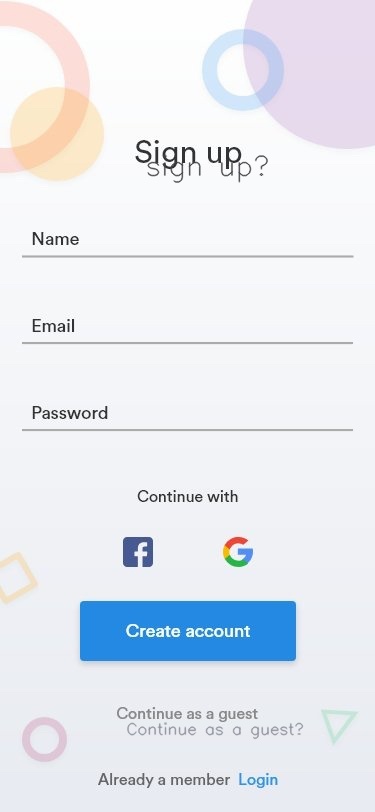 Sign up
sign up?
Name
Email
Password
Continue with
Create account
Continue as a guest
Continue as a guest?
Already a member Login